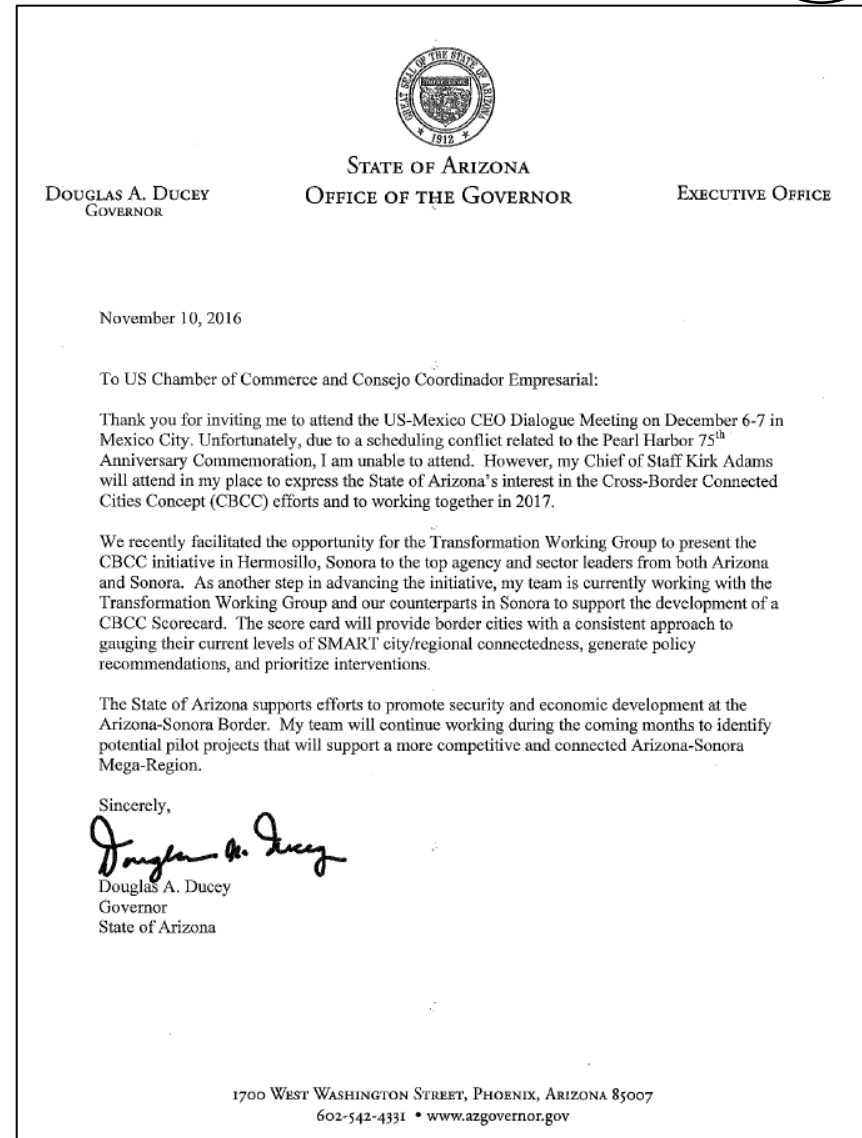 GREAT SEAL OF THE STATE OF ARIZONA
1912
STATE OF ARIZONA
DOUGLAS A. DUCEY OFFICE OF THE GOVERNOR EXECUTIVE OFFICE
GOVERNOR
November 10, 2016
To US Chamber of Commerce and Consejo Coordinador Empresarial:
Thank you for inviting me to attend the US-Mexico CEO Dialogue Meeting on December 6-7 in
Mexico City. Unfortunately, due to a scheduling conflict related to the Pearl Harbor 75th
Anniversary Commemoration, I am unable to attend. However, my Chief of Staff Kirk Adams
will attend in my place to express the State of Arizona's interest in the Cross-Border Connected
Cities Concept (CBCC) efforts and to working together in 2017.
We recently facilitated the opportunity for the Transformation Working Group to present the
CBCC initiative in Hermosillo, Sonora to the top agency and sector leaders from both Arizona
and Sonora. As another step in advancing the initiative, my team is currently working with the
Transformation Working Group and our counterparts in Sonora to support the development of a
CBCC Scorecard. The score card will provide border cities with a consistent approach to
gauging their current levels of SMART city/regional connectedness, generate policy
recommendations, and prioritize interventions.
The State of Arizona supports efforts to promote security and economic development at the
Arizona-Sonora Border. My team will continue working during the coming months to identify
potential pilot projects that will support a more competitive and connected Arizona-Sonora
Mega-Region.
Sincerely,
Douglas A. Ducey
Douglas A. Ducey
Governor
State of Arizona
1700 WEST WASHINGTON STREET, PHOENIX, ARIZONA 85007
602-542-4331 • www.azgovernor.gov